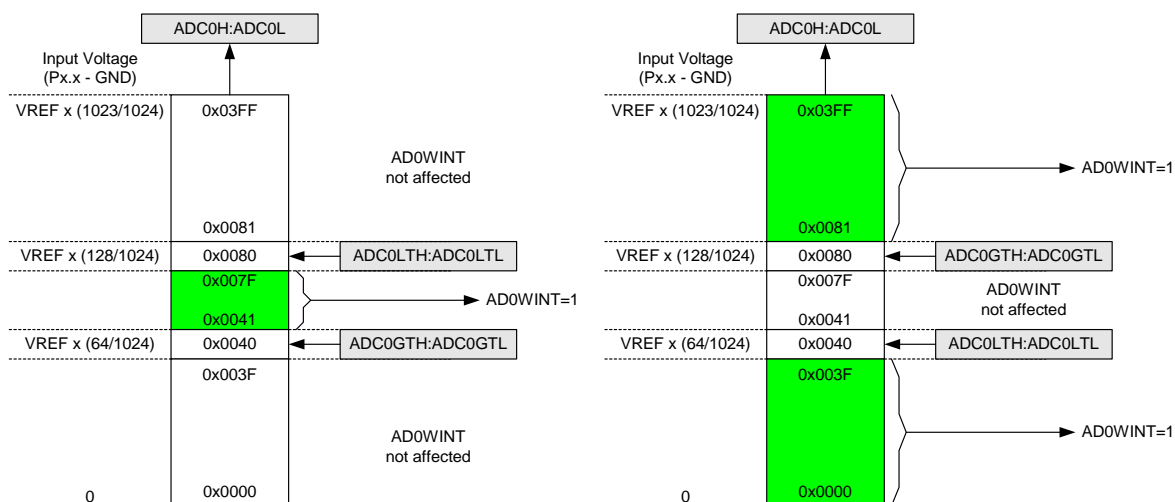 ADC0H:ADC0L
Input Voltage
(Px.x - GND)
VREF x (1023/1024)
0x03FF
AD0WINT
not affected
0x0081
VREF x (128/1024)
0x0080
ADC0LTH:ADC0LTL
0x007F
AD0WINT=1
0x0041
VREF x (64/1024)
0x0040
ADC0GTH:ADC0GTL
0x003F
AD0WINT
not affected
0
0x0000
ADC0H:ADC0L
Input Voltage
(Px.x - GND)
VREF x (1023/1024)
0x03FF
AD0WINT=1
0x0081
VREF x (128/1024)
0x0080
ADC0GTH:ADC0GTL
0x007F
AD0WINT
not affected
0x0041
VREF x (64/1024)
0x0040
ADC0LTH:ADC0LTL
0x003F
AD0WINT=1
0
0x0000